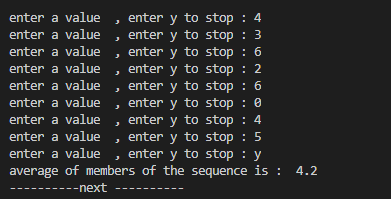 enter a value  , enter y to stop : 4
enter a value  , enter y to stop : 3
enter a value  , enter y to stop : 6
enter a value  , enter y to stop : 2
enter a value  , enter y to stop : 6
enter a value  , enter y to stop : 0
enter a value  , enter y to stop : 4
enter a value  , enter y to stop : 5
enter a value  , enter y to stop : y
average of members of the sequence is :  4.2
----------next ----------